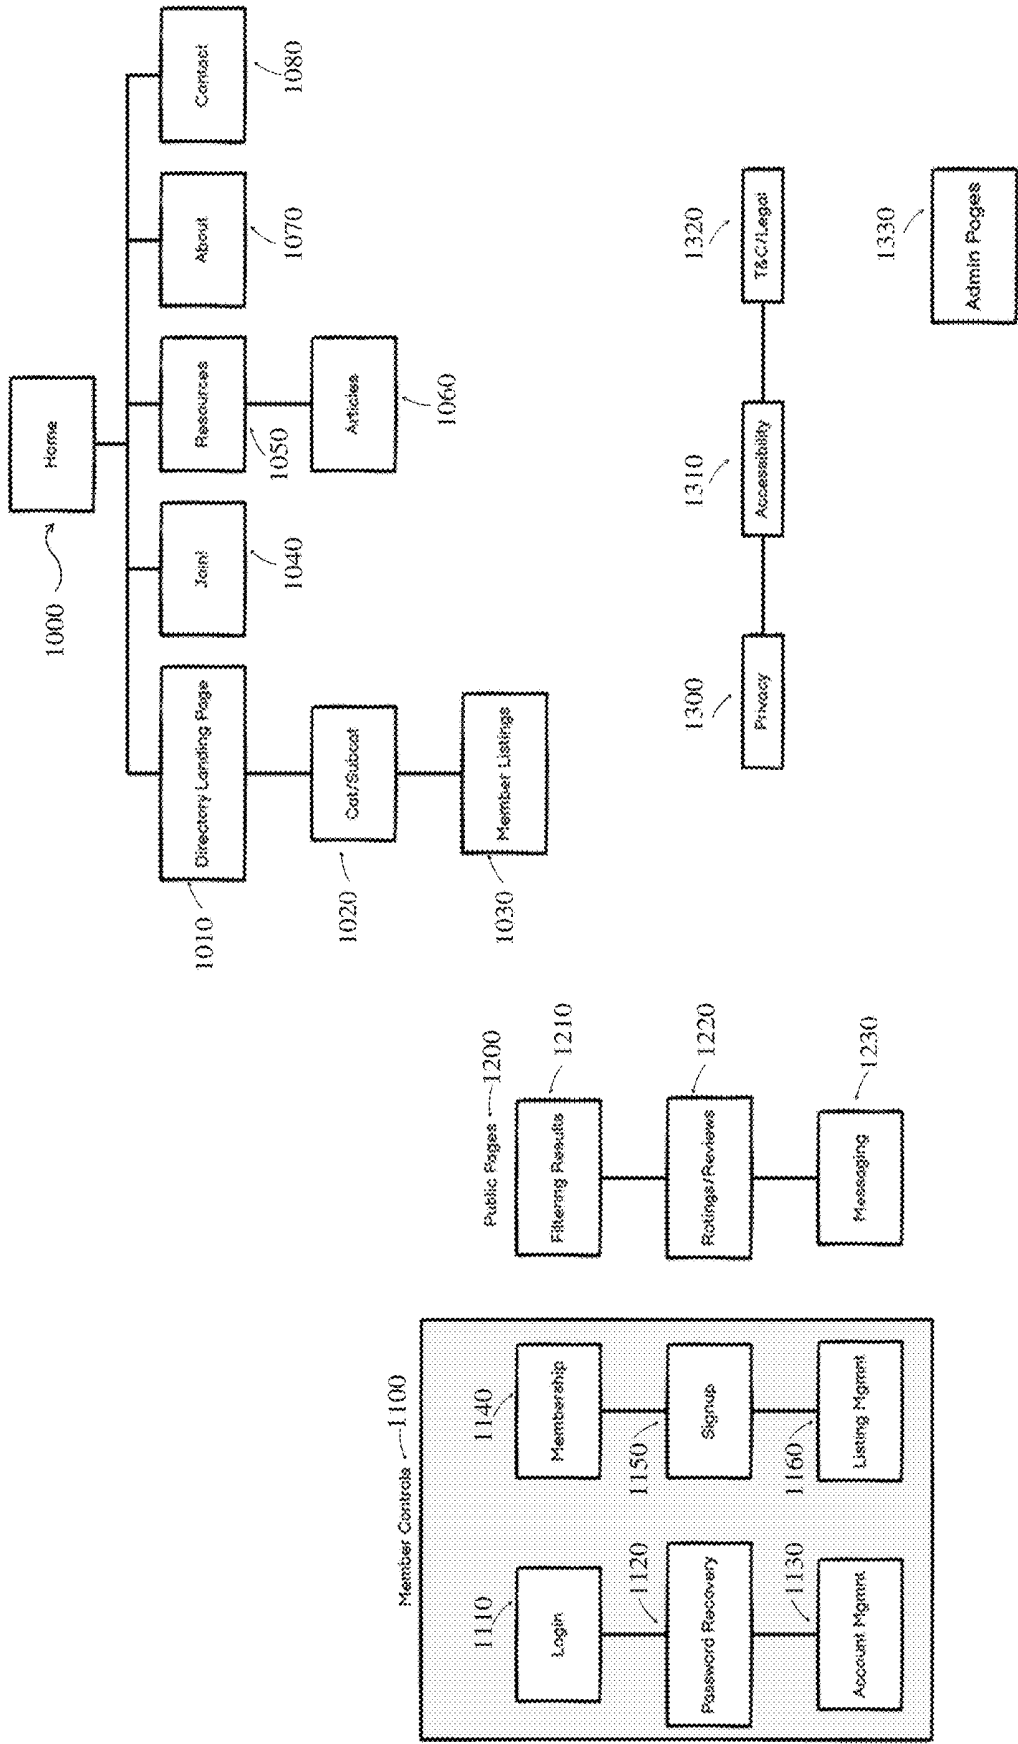 Home
1000
Directory Landing Page
1010
Join!
1040
Resources
1050
About
1070
Contact
1080
Cat/Subcat
1020
Articles
1060
Member Listings
1030
Member Controls
1100
Login
1110
Membership
1140
Password Recovery
1120
Signup
1150
Account Mgmnt
1130
Listing Mgmnt
1160
Public Pages
1200
Filtering Results
1210
Ratings/Reviews
1220
Messaging
1230
Privacy
1300
Accessibility
1310
T&C/Legal
1320
Admin Pages
1330